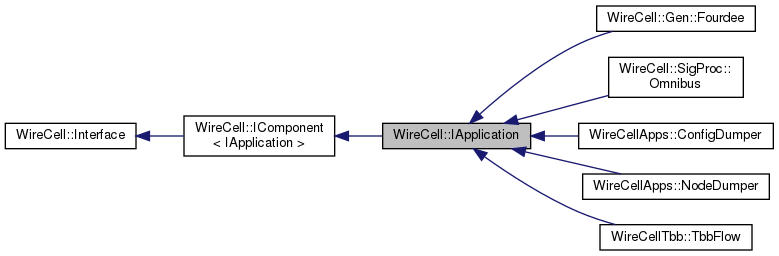 WireCell::Interface
WireCell::IComponent
< IApplication >
WireCell::IApplication
WireCell::Gen::Fourdee
WireCell::SigProc::
Omnibus
WireCellApps::ConfigDumper
WireCellApps::NodeDumper
WireCellTbb::TbbFlow